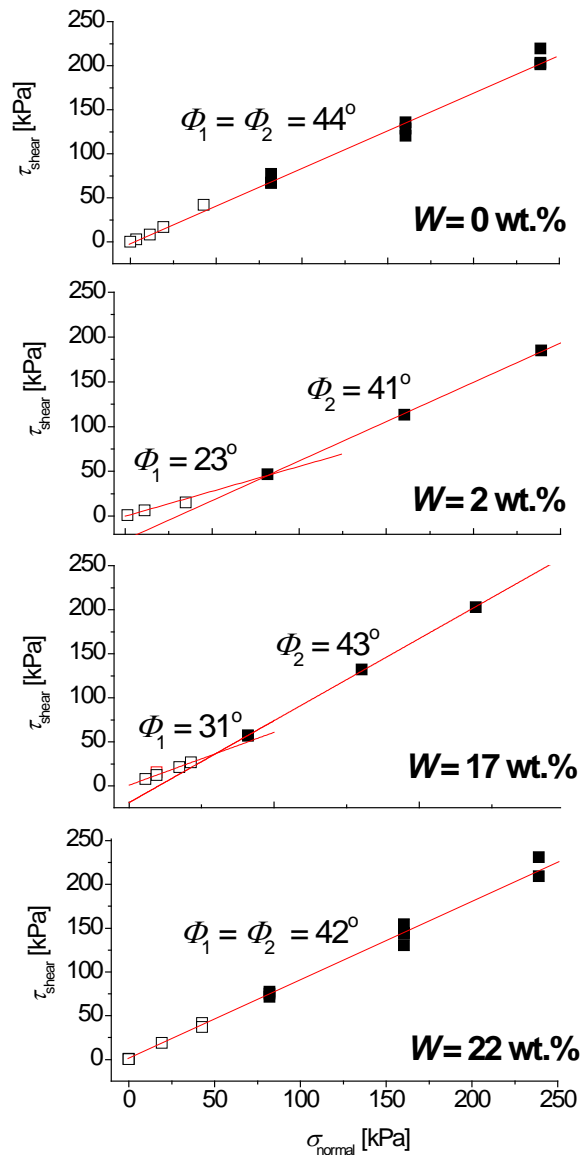 250
200
150
100
50
0
τshear [kPa]
Φ1 = Φ2 = 44°
W= 0 wt.%
250
200
150
100
50
0
τshear [kPa]
Φ2 = 41°
Φ1 = 23°
W= 2 wt.%
250
200
150
100
50
0
τshear [kPa]
Φ2 = 43°
Φ1 = 31°
W= 17 wt.%
250
200
150
100
50
0
τshear [kPa]
Φ1 = Φ2 = 42°
W= 22 wt.%
0 50 100 150 200 250
σnormal [kPa]